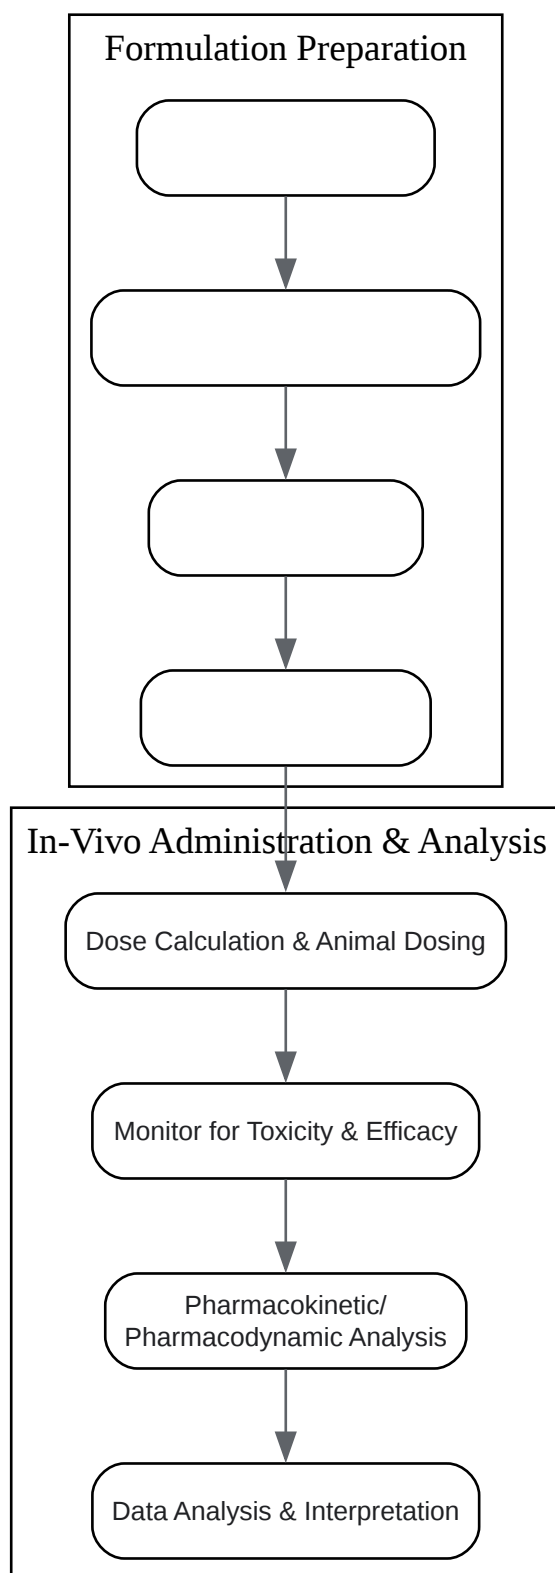 Formulation Preparation
In-Vivo Administration & Analysis
Dose Calculation & Animal Dosing
Monitor for Toxicity & Efficacy
Pharmacokinetic/
Pharmacodynamic Analysis
Data Analysis & Interpretation